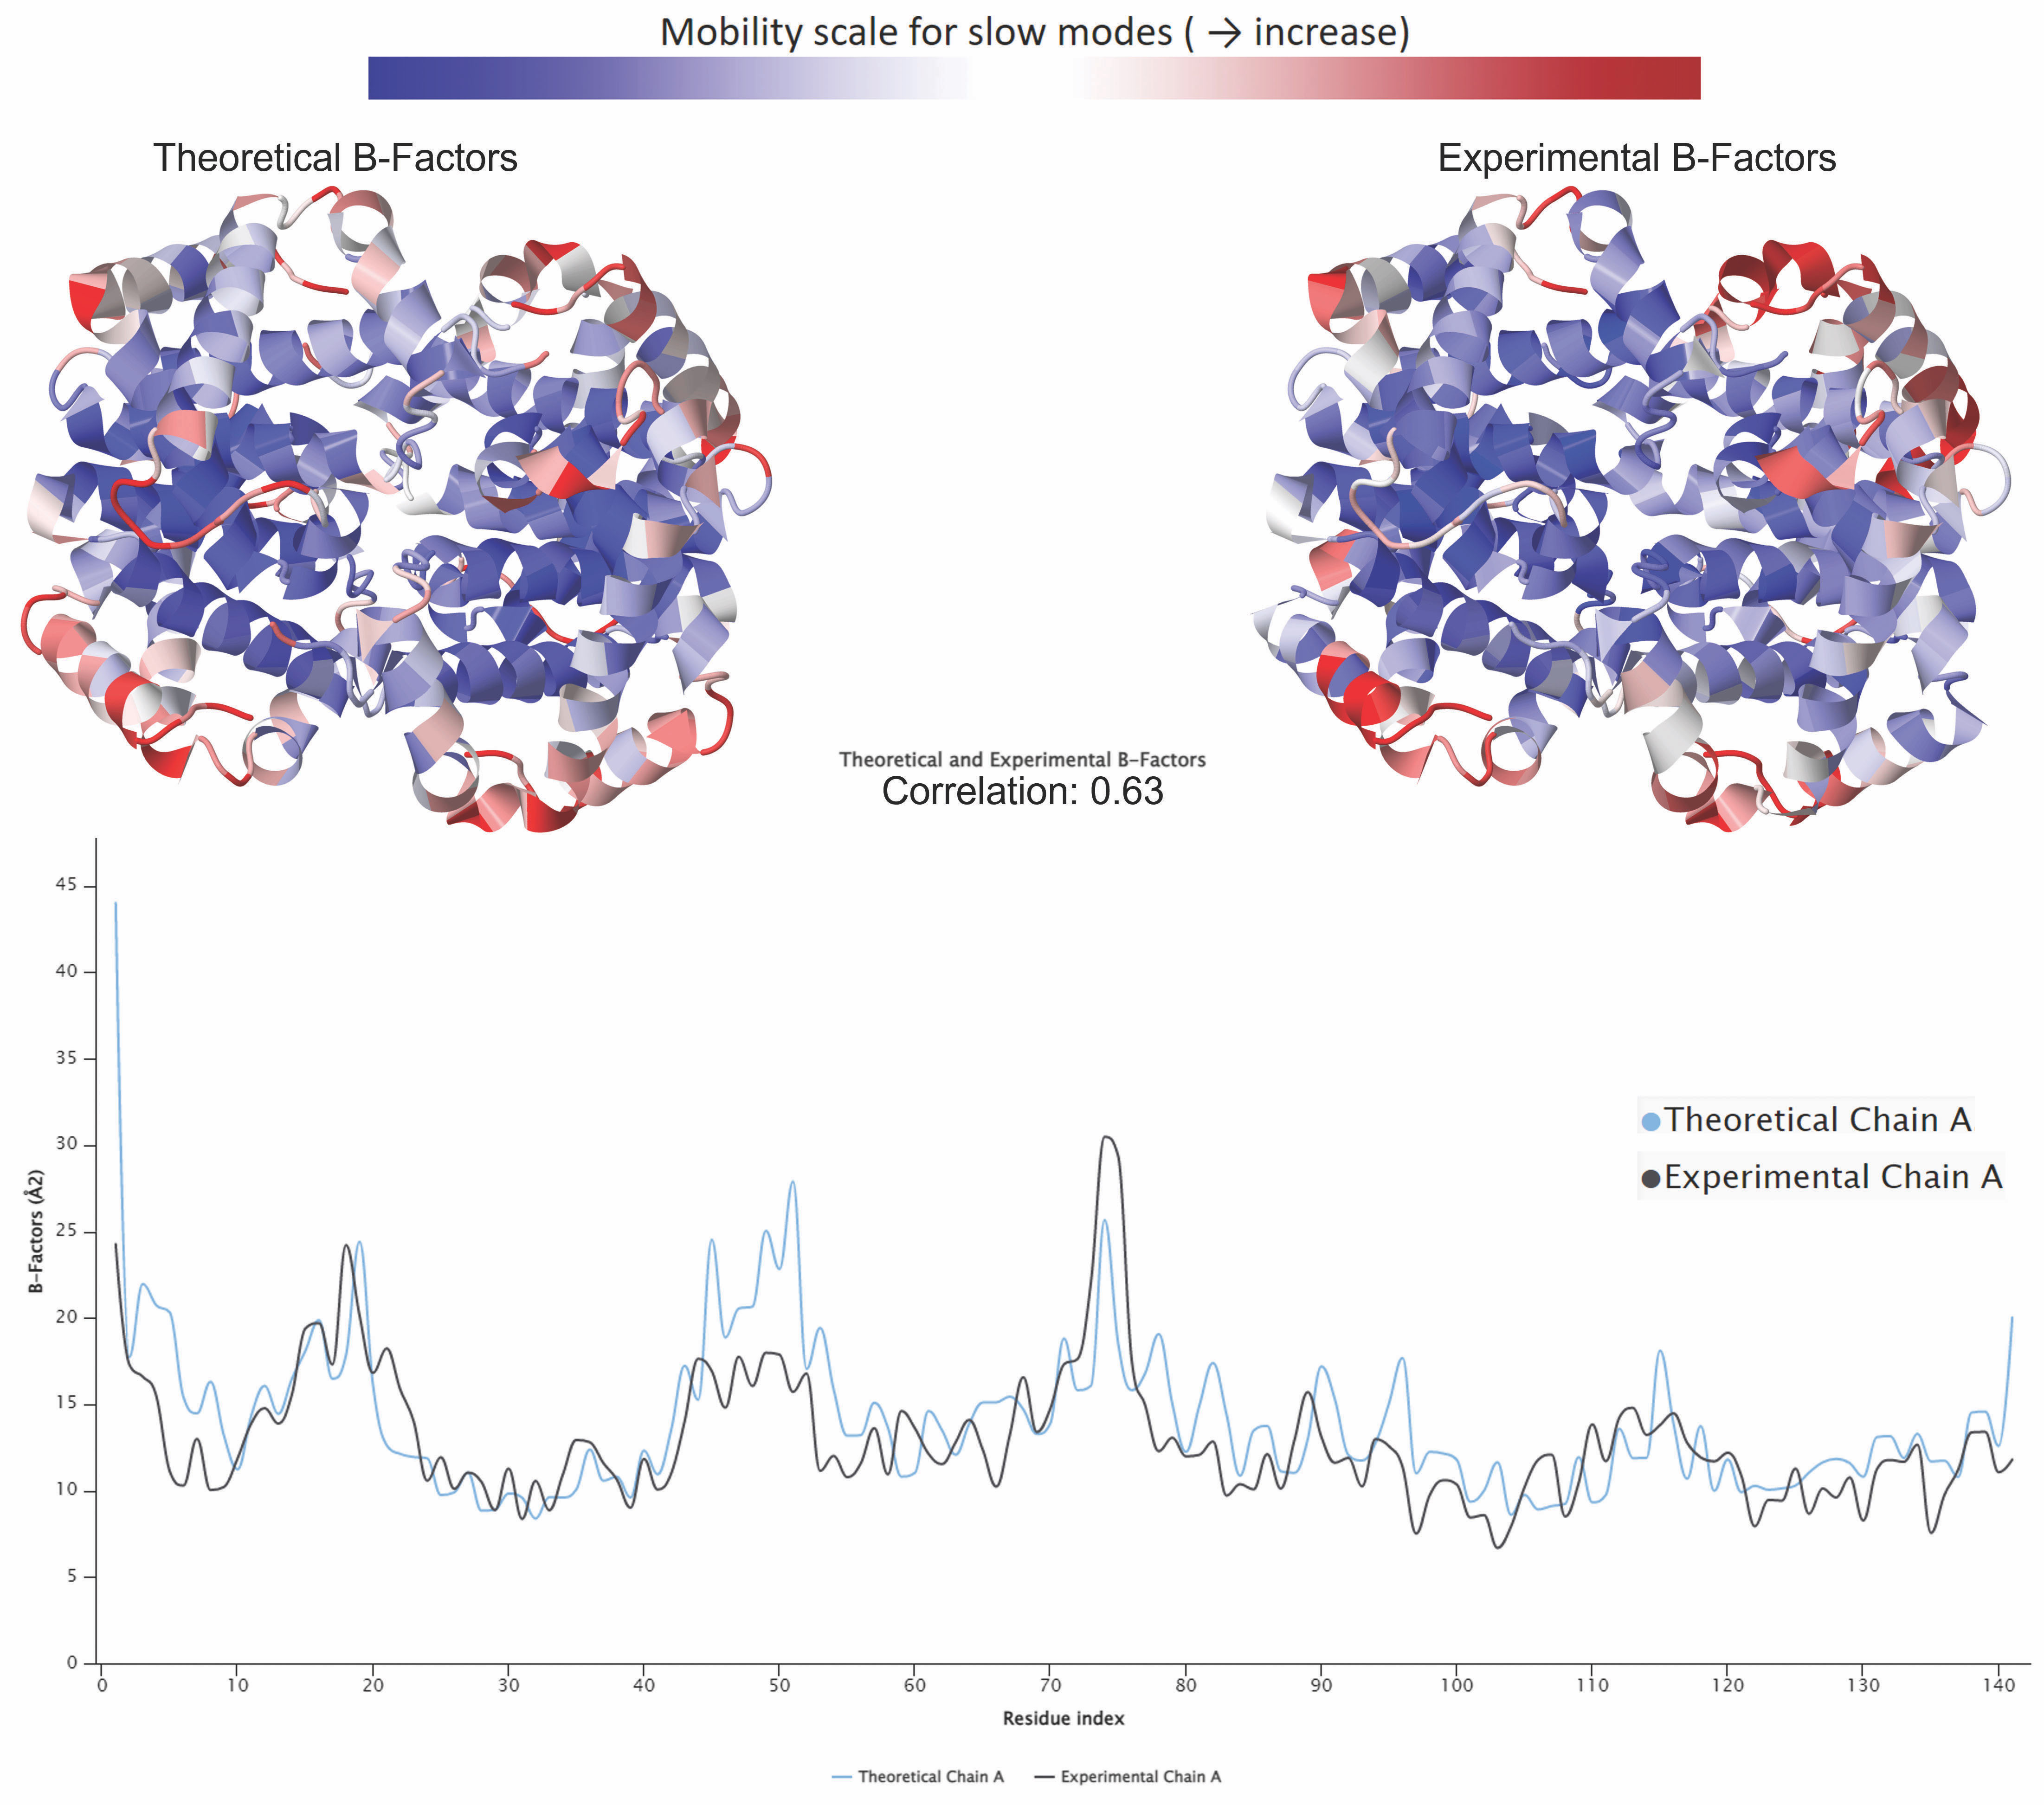 Mobility scale for slow modes ( → increase)
Theoretical B-Factors
Experimental B-Factors
Theoretical and Experimental B-Factors
Correlation: 0.63
45
40
35
30
25
20
15
10
5
0
B-Factors (Å2)
Theoretical Chain A
Experimental Chain A
0 10 20 30 40 50 60 70 80 90 100 110 120 130 140
Residue index
Theoretical Chain A Experimental Chain A